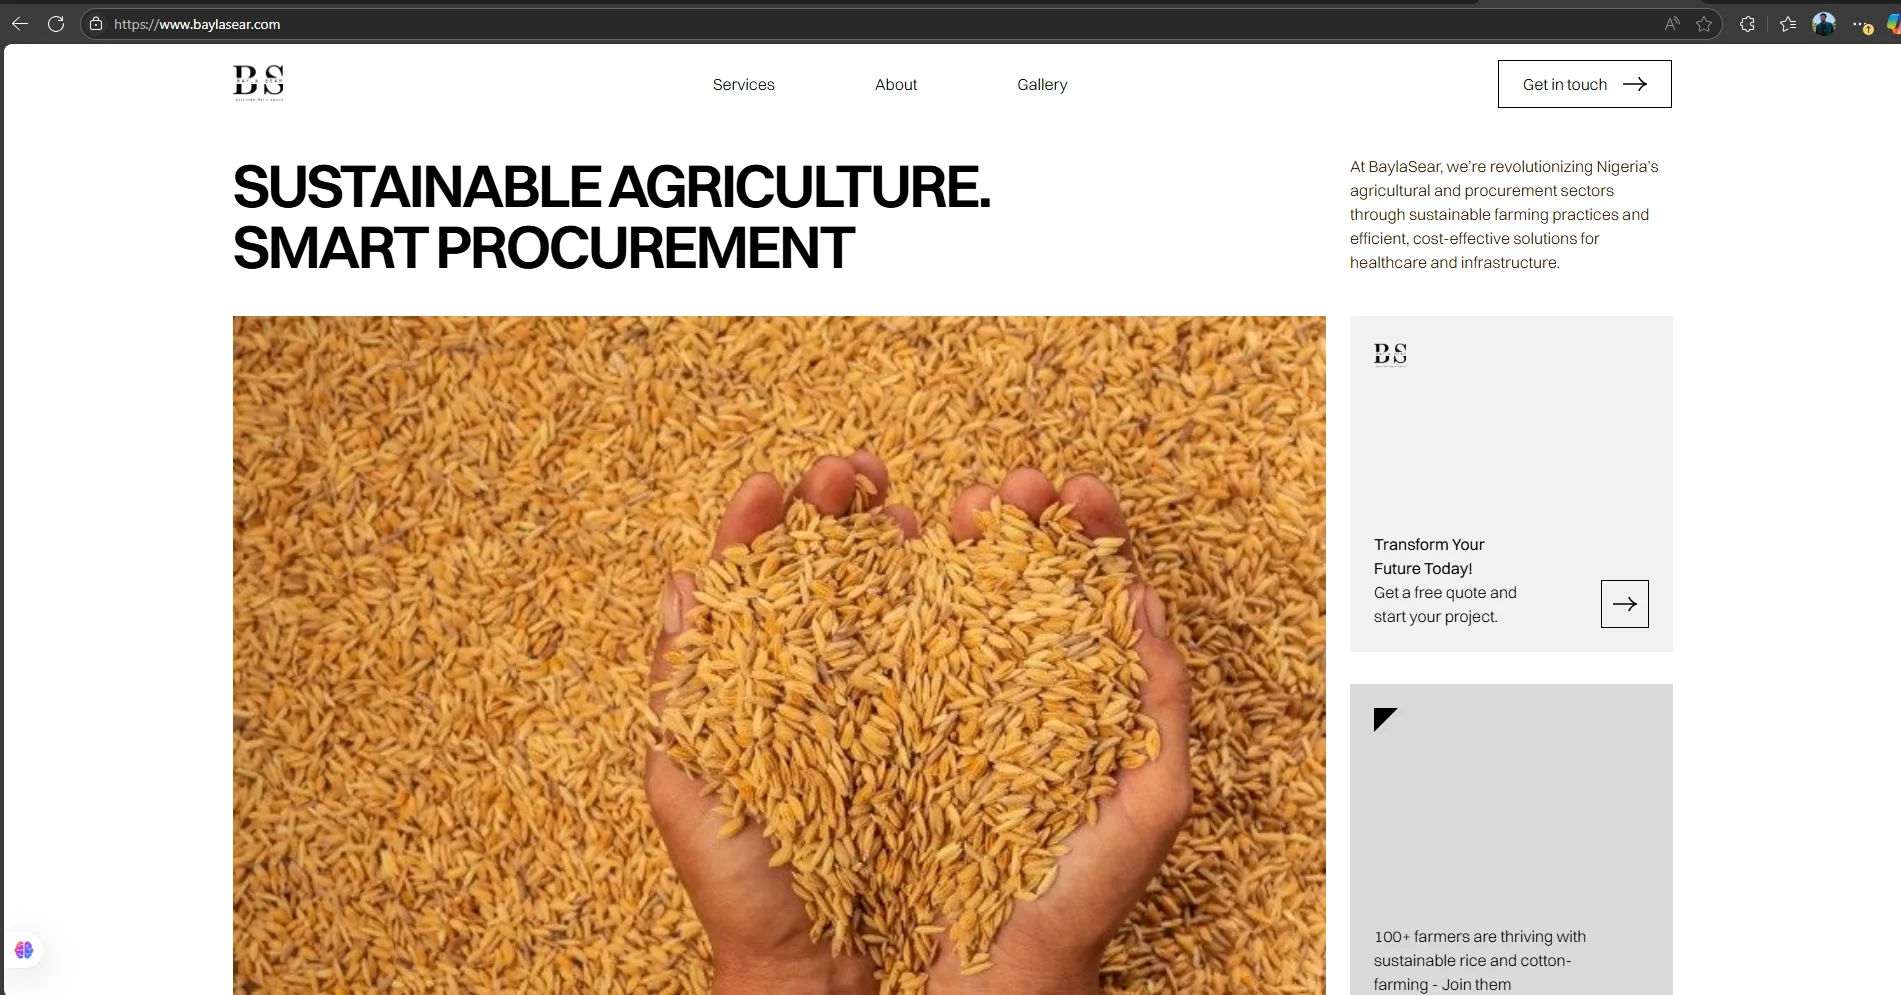 https://www.baylasear.com
BS
Services
About
Gallery
Get in touch
SUSTAINABLE AGRICULTURE.
SMART PROCUREMENT
At BaylaSear, we're revolutionizing Nigeria's
agricultural and procurement sectors
through sustainable farming practices and
efficient, cost-effective solutions for
healthcare and infrastructure.
BS
Transform Your
Future Today!
Get a free quote and
start your project.
100+ farmers are thriving with
sustainable rice and cotton-
farming - Join them